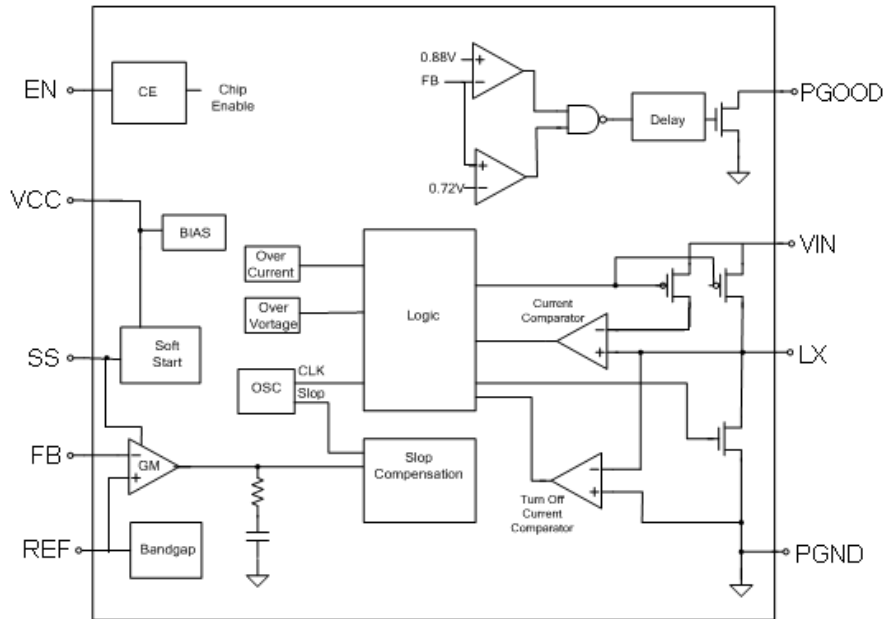 EN
CE
Chip
Enable
0.88V
+
FB
−
+
0.72V
−
Delay
PGOOD
VCC
BIAS
VIN
Over
Current
Over
Vortage
Logic
Current
Comparator
−
+
SS
Soft
Start
LX
OSC
CLK
Slop
FB
−
GM
+
Slop
Compensation
−
+
Turn Off
Current
Comparator
REF
Bandgap
PGND